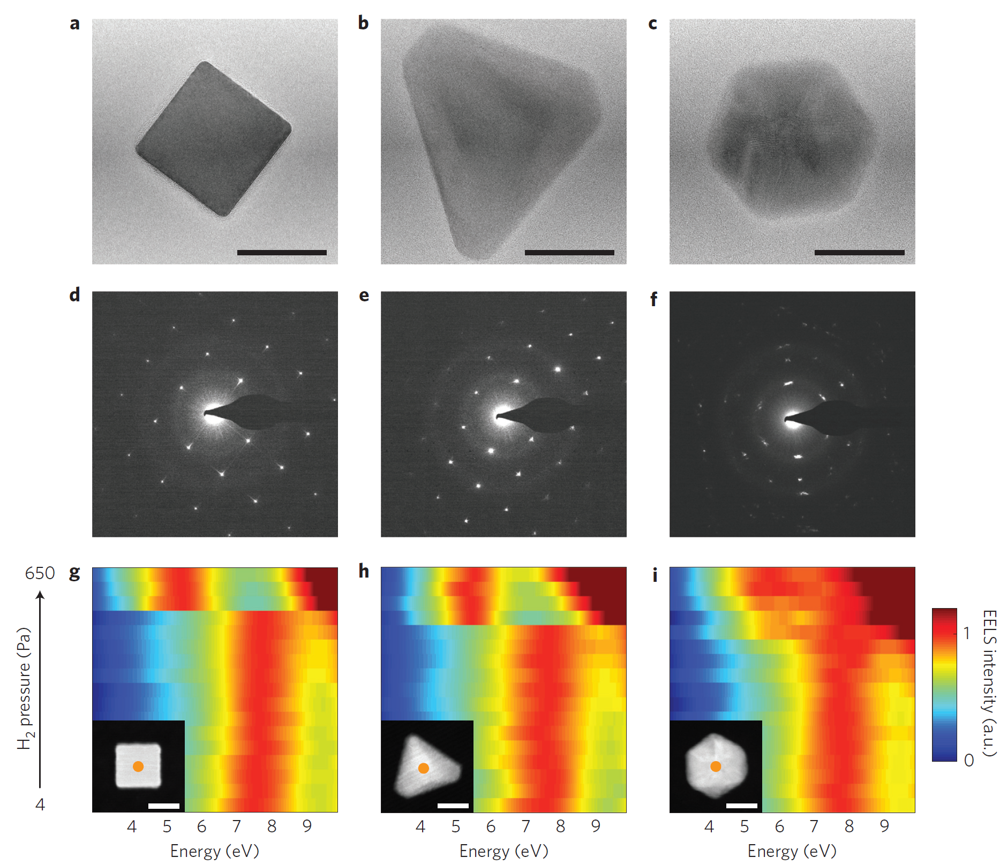 a
b
c
d
e
f
g
h
i
650
H2 pressure (Pa)
4
4 5 6 7 8 9
Energy (eV)
4 5 6 7 8 9
Energy (eV)
4 5 6 7 8 9
Energy (eV)
1
0
EELS intensity (a.u.)